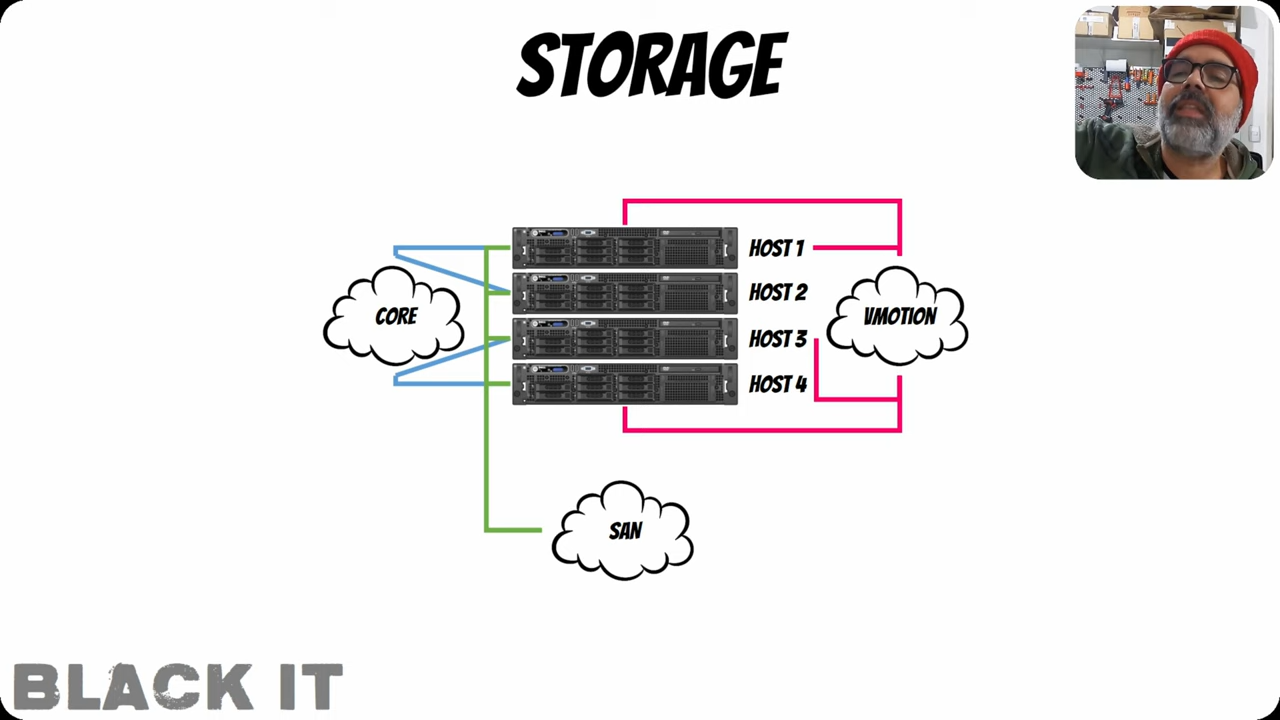 STORAGE
HOST 1
HOST 2
CORE
VMOTION
HOST 3
HOST 4
SAN
BLACK IT